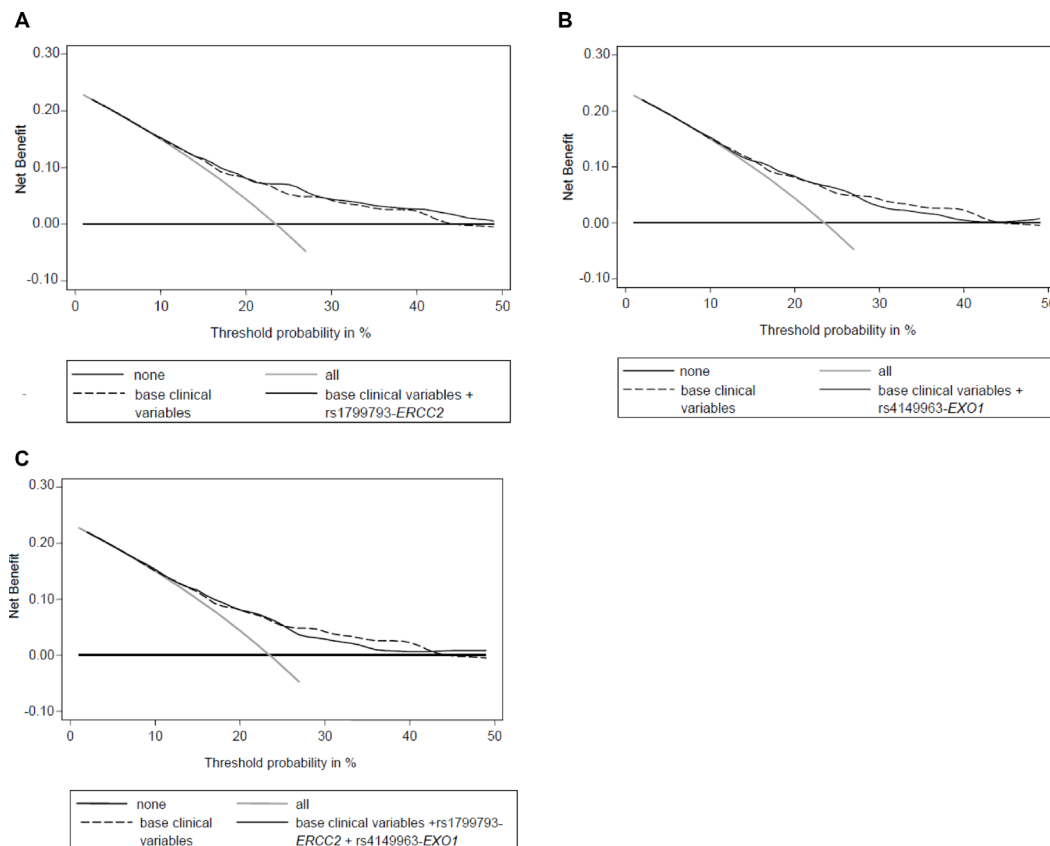 A
0.30
0.20
0.10
0.00
-0.10
Net Benefit
0 10 20 30 40 50
Threshold probability in %
none all
base clinical variables base clinical variables +
rs1799793-ERCC2
B
0.30
0.20
0.10
0.00
-0.10
Net Benefit
0 10 20 30 40
Threshold probability in %
none all
base clinical variables base clinical variables +
rs4149963-EXO1
C
0.30
0.20
0.10
0.00
-0.10
Net Benefit
0 10 20 30 40 50
Threshold probability in %
none all
base clinical variables base clinical variables +rs1799793-
ERCC2 + rs4149963-EXO1